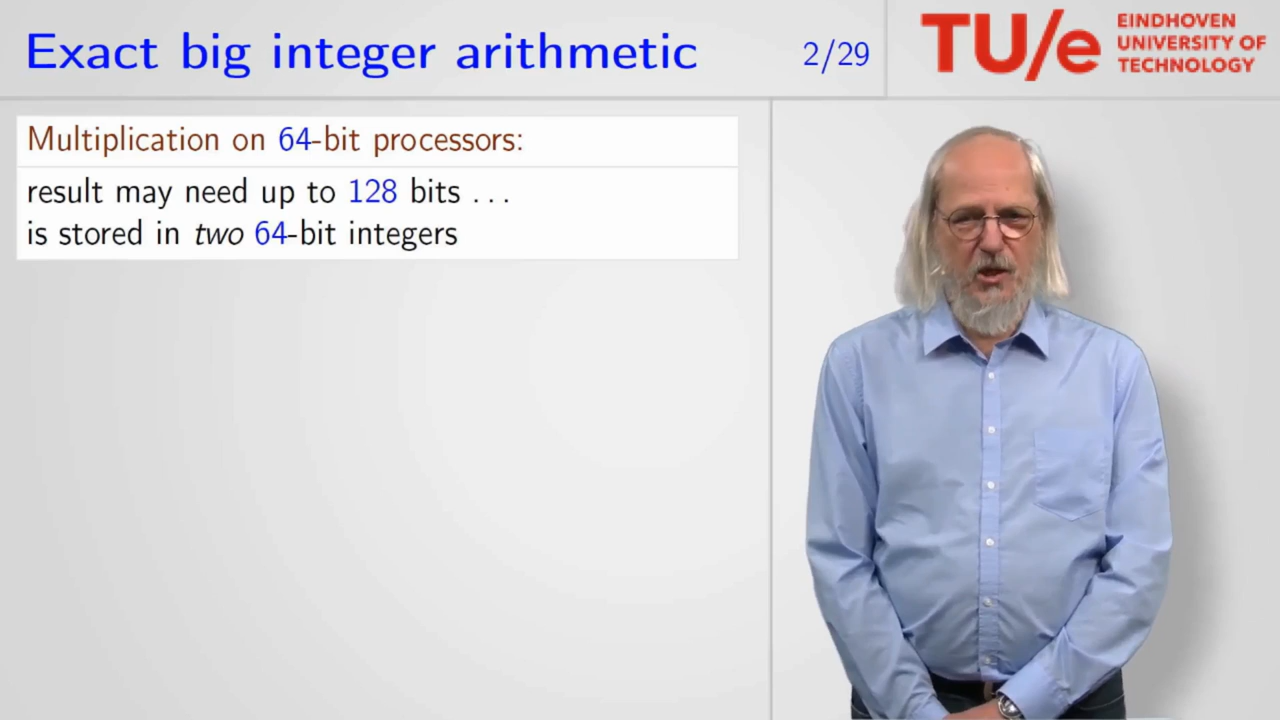 Exact big integer arithmetic
2/29
TU/e
EINDHOVEN
UNIVERSITY OF
TECHNOLOGY
Multiplication on 64-bit processors:
result may need up to 128 bits ...
is stored in two 64-bit integers